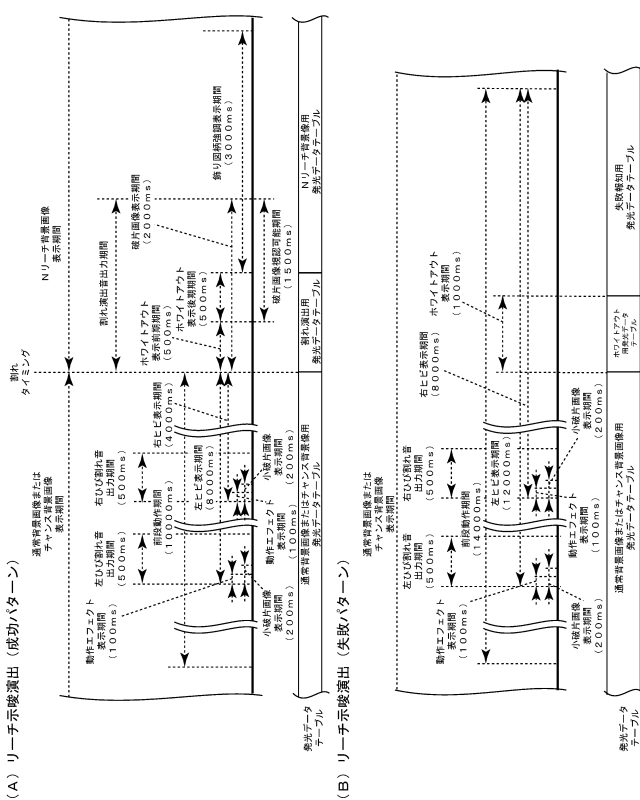 (A) リーチ示唆演出 (成功パターン)
通常背景画像または
チャンス背景画像
表示期間
割れ
タイミング
Nリーチ背景画像
表示期間
動作エフェクト
表示期間
(100ms)
左ひび割れ音
出力期間
(500ms)
前段動作期間
(10000ms)
右ひび割れ音
出力期間
(500ms)
左ヒビ表示期間
(8000ms)
右ヒビ表示期間
(4000ms)
割れ演出音出力期間
ホワイトアウト
表示前期期間
(500ms)
ホワイトアウト
表示後期期間
(500ms)
破片画像表示期間
(2000ms)
飾り図柄強調表示期間
(3000ms)
小破片画像
表示期間
(200ms)
動作エフェクト
表示期間
(100ms)
小破片画像
表示期間
(200ms)
破片画像視認可能期間
(1500ms)
発光データ
テーブル
通常背景画像またはチャンス背景像用
発光データテーブル
割れ演出用
発光データテーブル
Nリーチ背景像用
発光データテーブル
(B) リーチ示唆演出 (失敗パターン)
通常背景画像または
チャンス背景画像
表示期間
動作エフェクト
表示期間
(100ms)
左ひび割れ音
出力期間
(500ms)
前段動作期間
(14000ms)
右ひび割れ音
出力期間
(500ms)
左ヒビ表示期間
(12000ms)
右ヒビ表示期間
(8000ms)
ホワイトアウト
表示期間
(1000ms)
小破片画像
表示期間
(200ms)
動作エフェクト
表示期間
(100ms)
小破片画像
表示期間
(200ms)
発光データ
テーブル
通常背景画像またはチャンス背景像用
発光データテーブル
ホワイトアウト
用発光データ
テーブル
失敗報知用
発光データテーブル